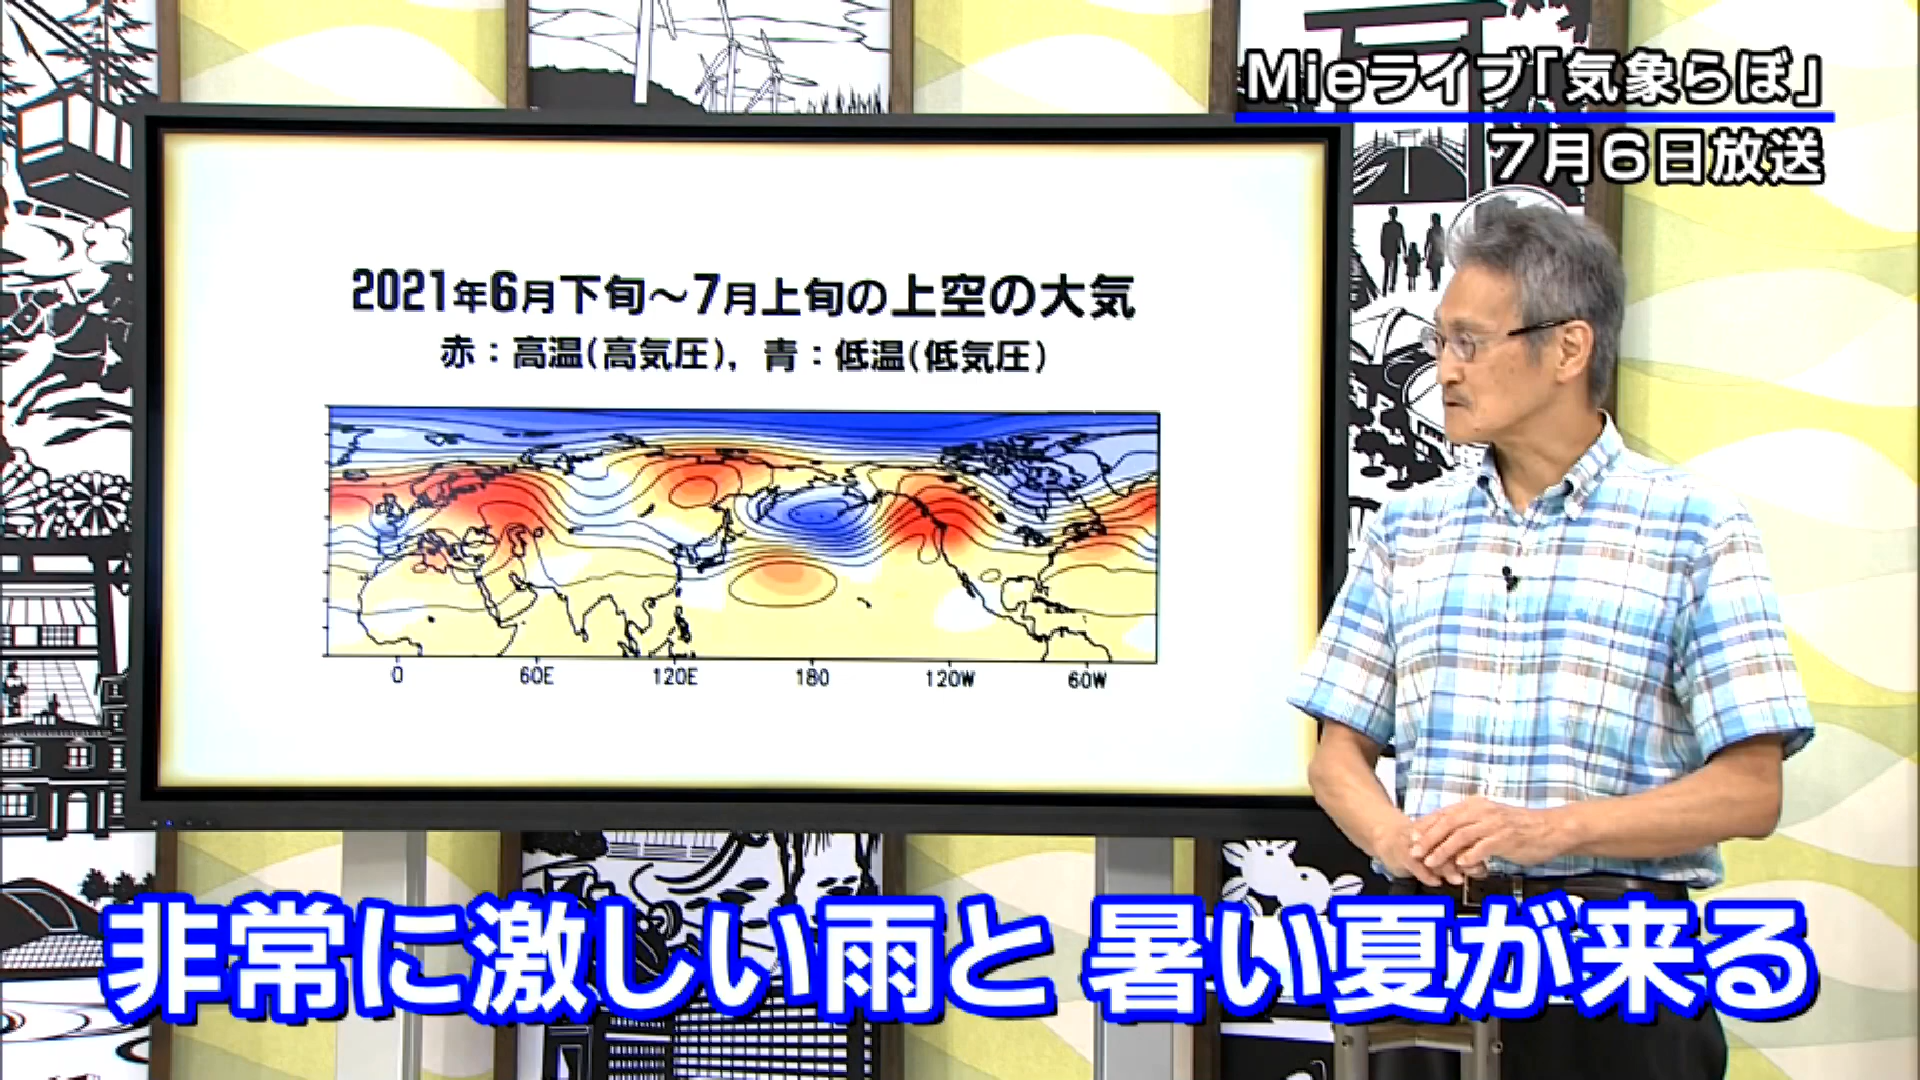 Mieライブ「気象らぼ」
7月6日放送
2021年6月下旬～7月上旬の上空の大気
赤：高温(高気圧)，青：低温(低気圧)
0 60E 120E 180 120W 60W
非常に激しい雨と 暑い夏が来る